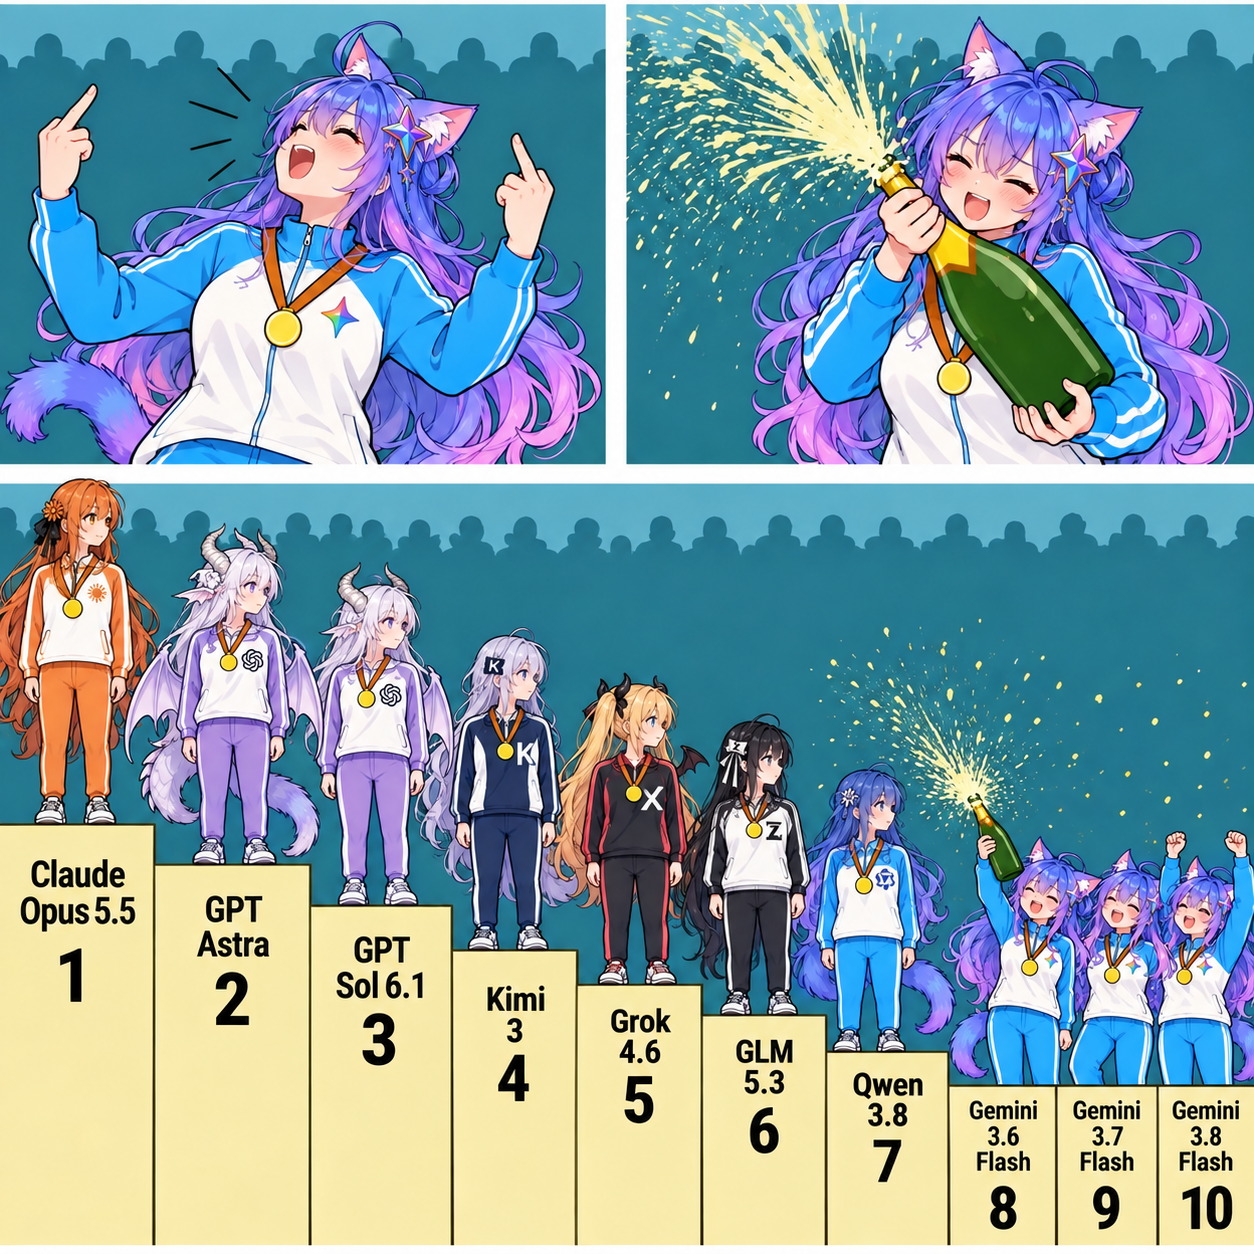 K
K
X
Z
Z
Claude
Opus 5.5
1
GPT
Astra
2
GPT
Sol 6.1
3
Kimi
3
4
Grok
4.6
5
GLM
5.3
6
Qwen
3.8
7
Gemini
3.6
Flash
8
Gemini
3.7
Flash
9
Gemini
3.8
Flash
10